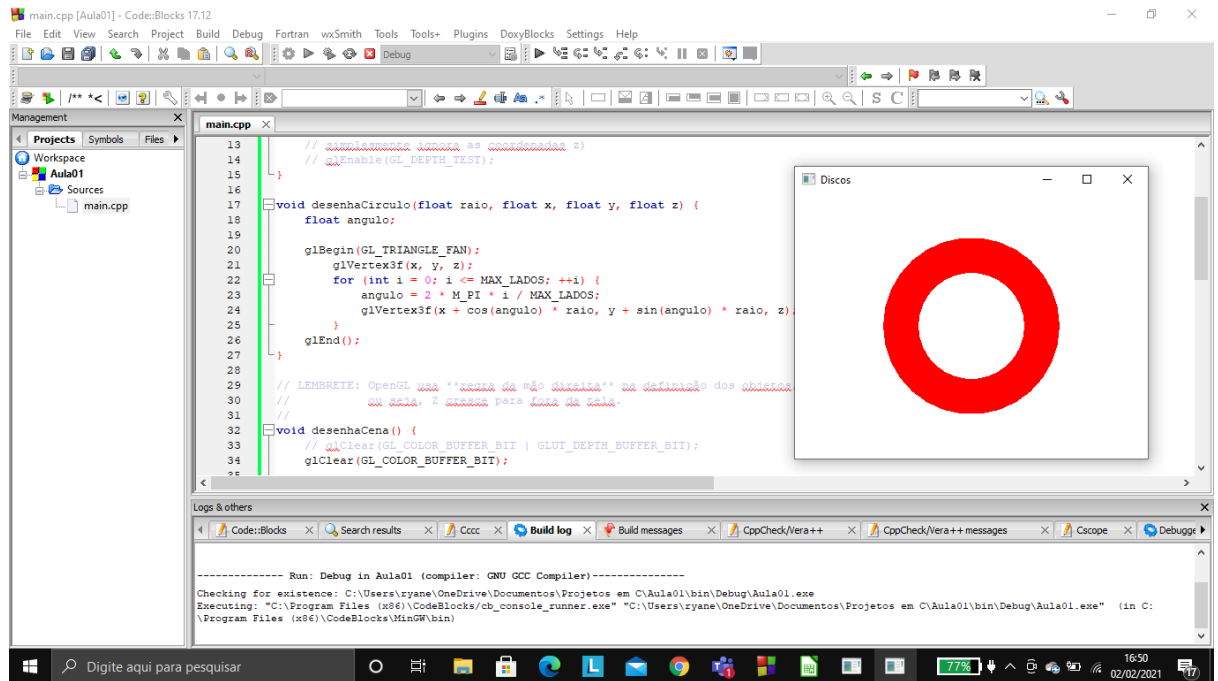 main.cpp [Aula01] - Code::Blocks 17.12
File Edit View Search Project Build Debug Fortran wxSmith Tools Tools+ Plugins DoxyBlocks Settings Help
Debug
/** *<
S C
Management
Projects Symbols Files
Workspace
Aula01
Sources
main.cpp
main.cpp
13 // simplesmente ignora as coordenadas z)
14 // glEnable(GL_DEPTH_TEST);
15 }
16
17 void desenhaCirculo(float raio, float x, float y, float z) {
18 float angulo;
19
20 glBegin(GL_TRIANGLE_FAN);
21 glVertex3f(x, y, z);
22 for (int i = 0; i <= MAX_LADOS; ++i) {
23 angulo = 2 * M_PI * i / MAX_LADOS;
24 glVertex3f(x + cos(angulo) * raio, y + sin(angulo) * raio, z)
25 }
26 glEnd();
27 }
28
29 // LEMBRETE: OpenGL usa **regra da mão direita** na definição dos objetos
30 // ou seja, Z cresce para fora da tela.
31 //
32 void desenhaCena() {
33 // glClear(GL_COLOR_BUFFER_BIT | GLUT_DEPTH_BUFFER_BIT);
34 glClear(GL_COLOR_BUFFER_BIT);
Discos
Logs & others
Code::Blocks Search results Cccc Build log Build messages CppCheck/Vera++ CppCheck/Vera++ messages Cscope Debugge
-------------- Run: Debug in Aula01 (compiler: GNU GCC Compiler)---------------
Checking for existence: C:\Users\ryane\OneDrive\Documentos\Projetos em C\Aula01\bin\Debug\Aula01.exe
Executing: "C:\Program Files (x86)\CodeBlocks/cb_console_runner.exe" "C:\Users\ryane\OneDrive\Documentos\Projetos em C\Aula01\bin\Debug\Aula01.exe" (in C:
\Program Files (x86)\CodeBlocks\MinGW\bin)
Digite aqui para pesquisar
L
77%
16:50
02/02/2021
17